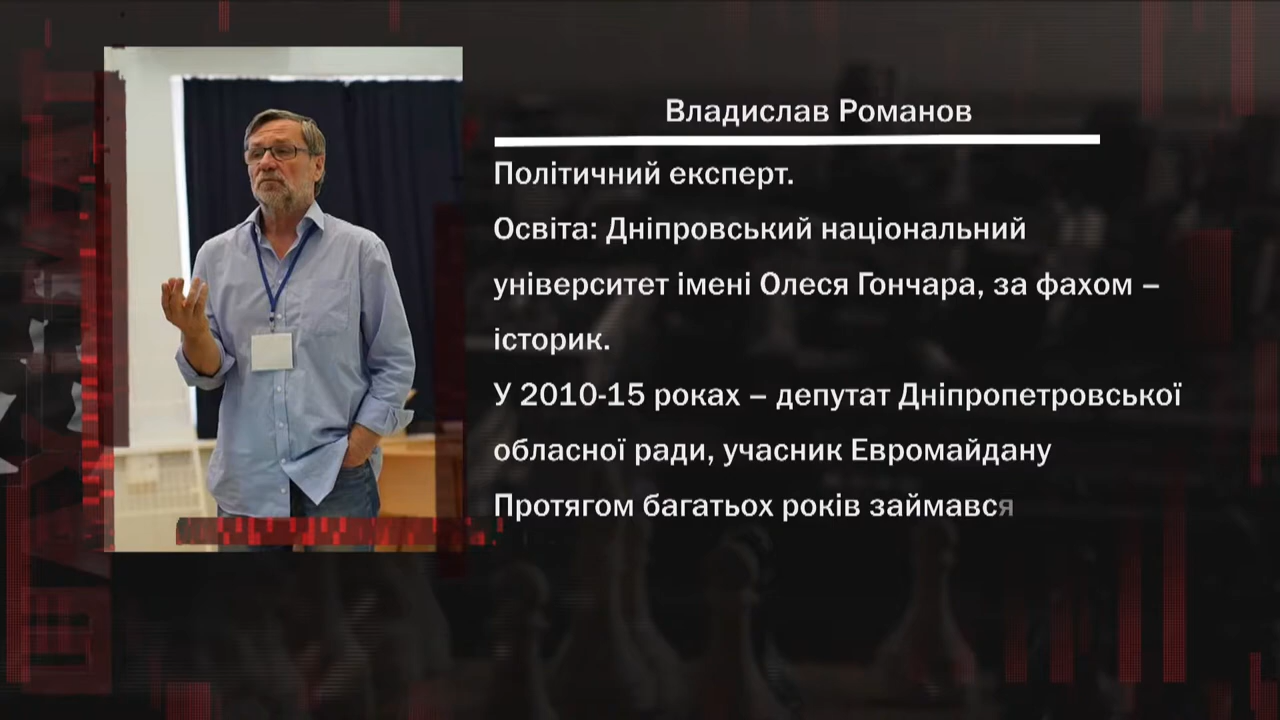 Владислав Романов
Політичний експерт.
Освіта: Дніпровський національний
університет імені Олеся Гончара, за фахом –
історик.
У 2010-15 роках – депутат Дніпропетровської
обласної ради, учасник Евромайдану
Протягом багатьох років займався